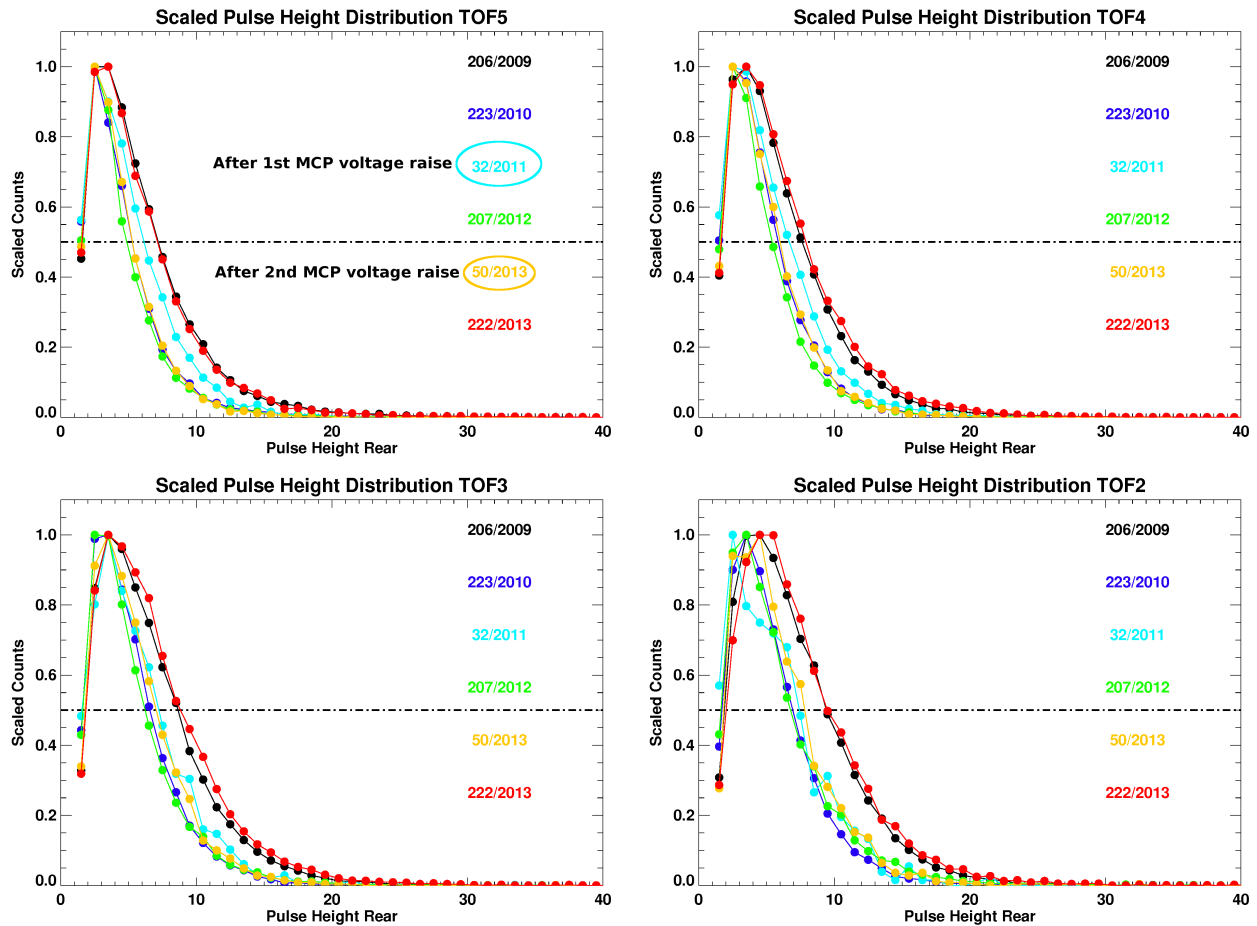 Scaled Pulse Height Distribution TOF5
1.0
0.8
0.6
0.4
0.2
0.0
Scaled Counts
206/2009
223/2010
After 1st MCP voltage raise 32/2011
207/2012
After 2nd MCP voltage raise 50/2013
222/2013
0 10 20 30 40
Pulse Height Rear
Scaled Pulse Height Distribution TOF4
1.0
0.8
0.6
0.4
0.2
0.0
Scaled Counts
206/2009
223/2010
32/2011
207/2012
50/2013
222/2013
0 10 20 30 40
Pulse Height Rear
Scaled Pulse Height Distribution TOF3
1.0
0.8
0.6
0.4
0.2
0.0
Scaled Counts
206/2009
223/2010
32/2011
207/2012
50/2013
222/2013
0 10 20 30 40
Pulse Height Rear
Scaled Pulse Height Distribution TOF2
1.0
0.8
0.6
0.4
0.2
0.0
Scaled Counts
206/2009
223/2010
32/2011
207/2012
50/2013
222/2013
0 10 20 30 40
Pulse Height Rear